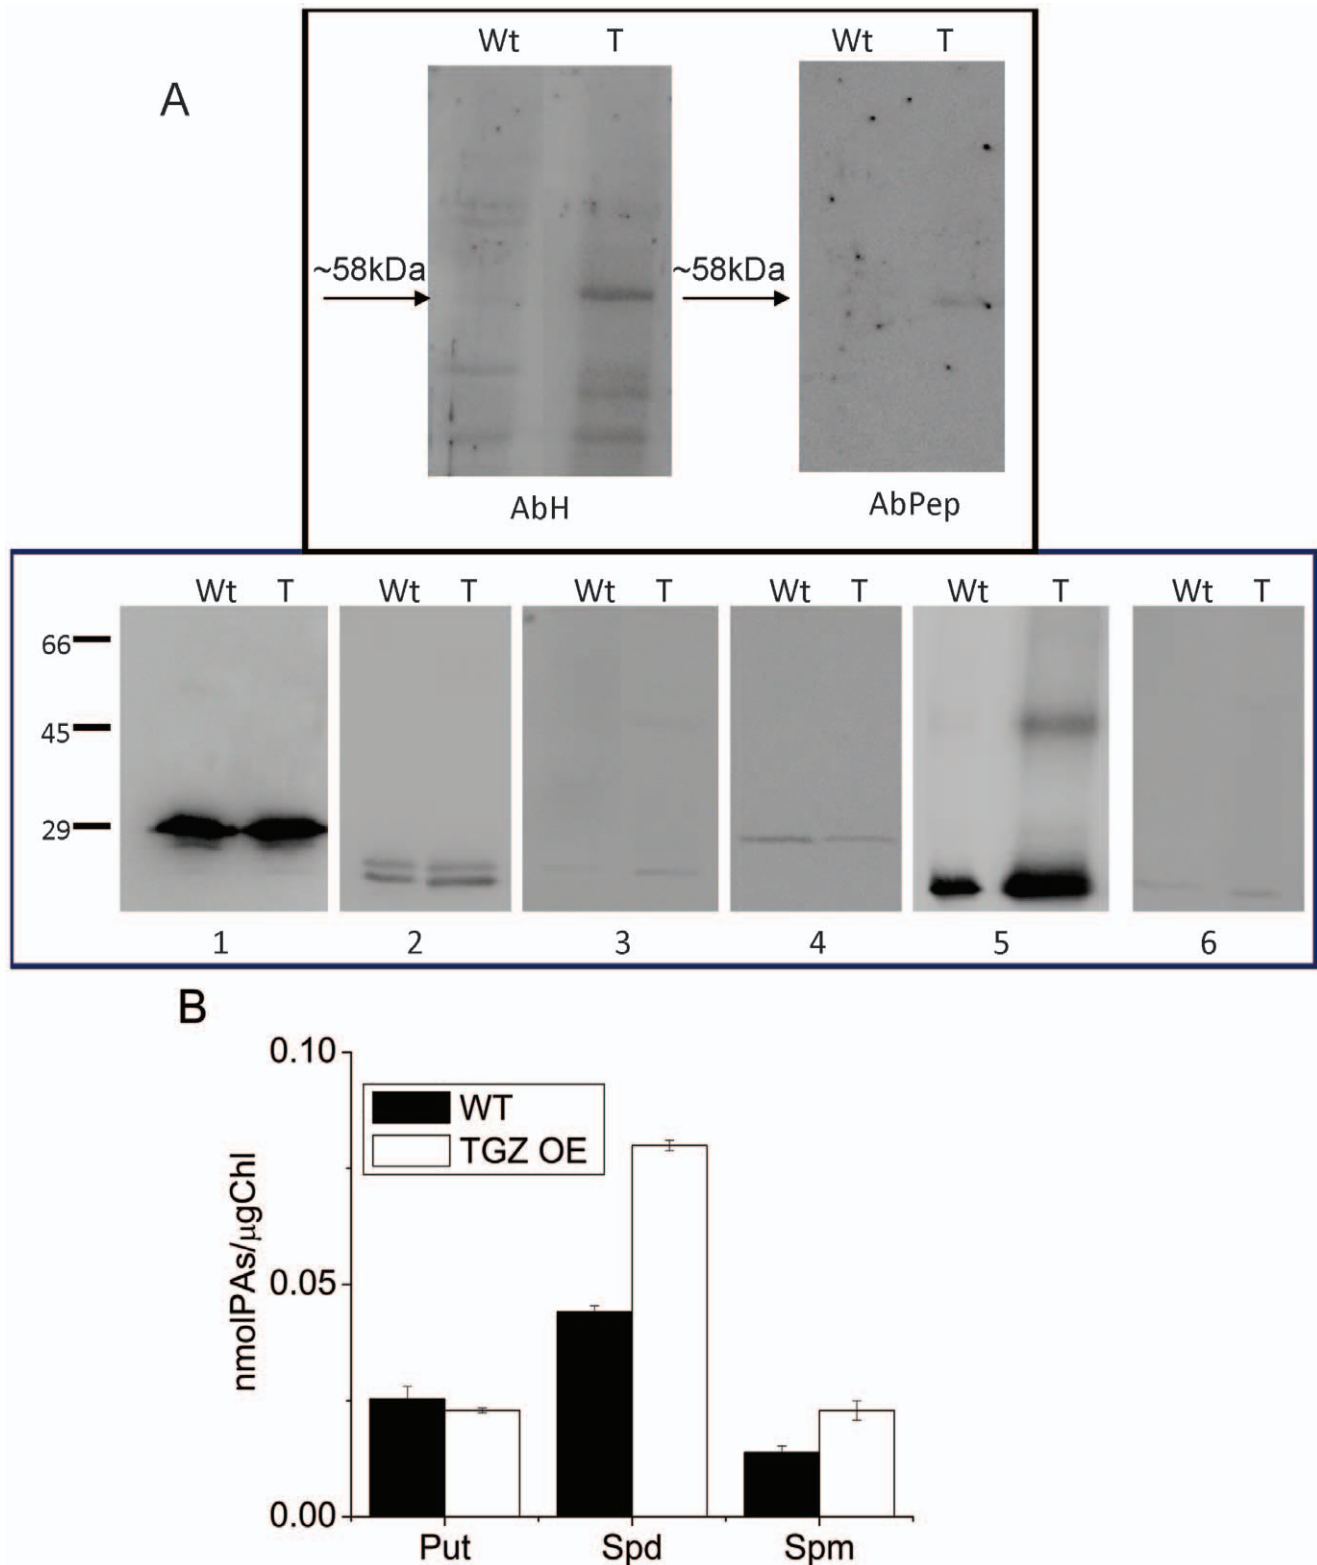 A
Wt T Wt T
~58kDa ~58kDa
AbH AbPep
Wt T Wt T Wt T Wt T Wt T Wt T
66
45
29
1 2 3 4 5 6
B
0.10
WT
TGZ OE
0.05
nmolPAs/µgChl
0.00
Put Spd Spm